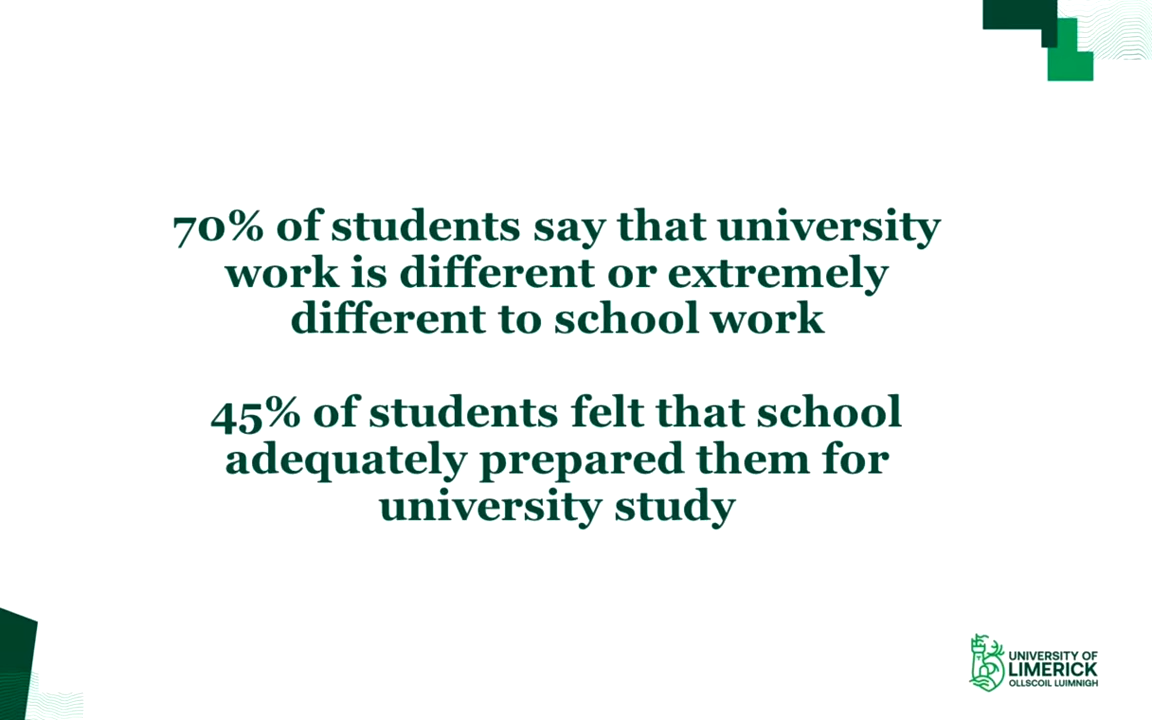 70% of students say that university
work is different or extremely
different to school work
45% of students felt that school
adequately prepared them for
university study
UNIVERSITY OF
LIMERICK
OLLSCOIL LUIMNIGH